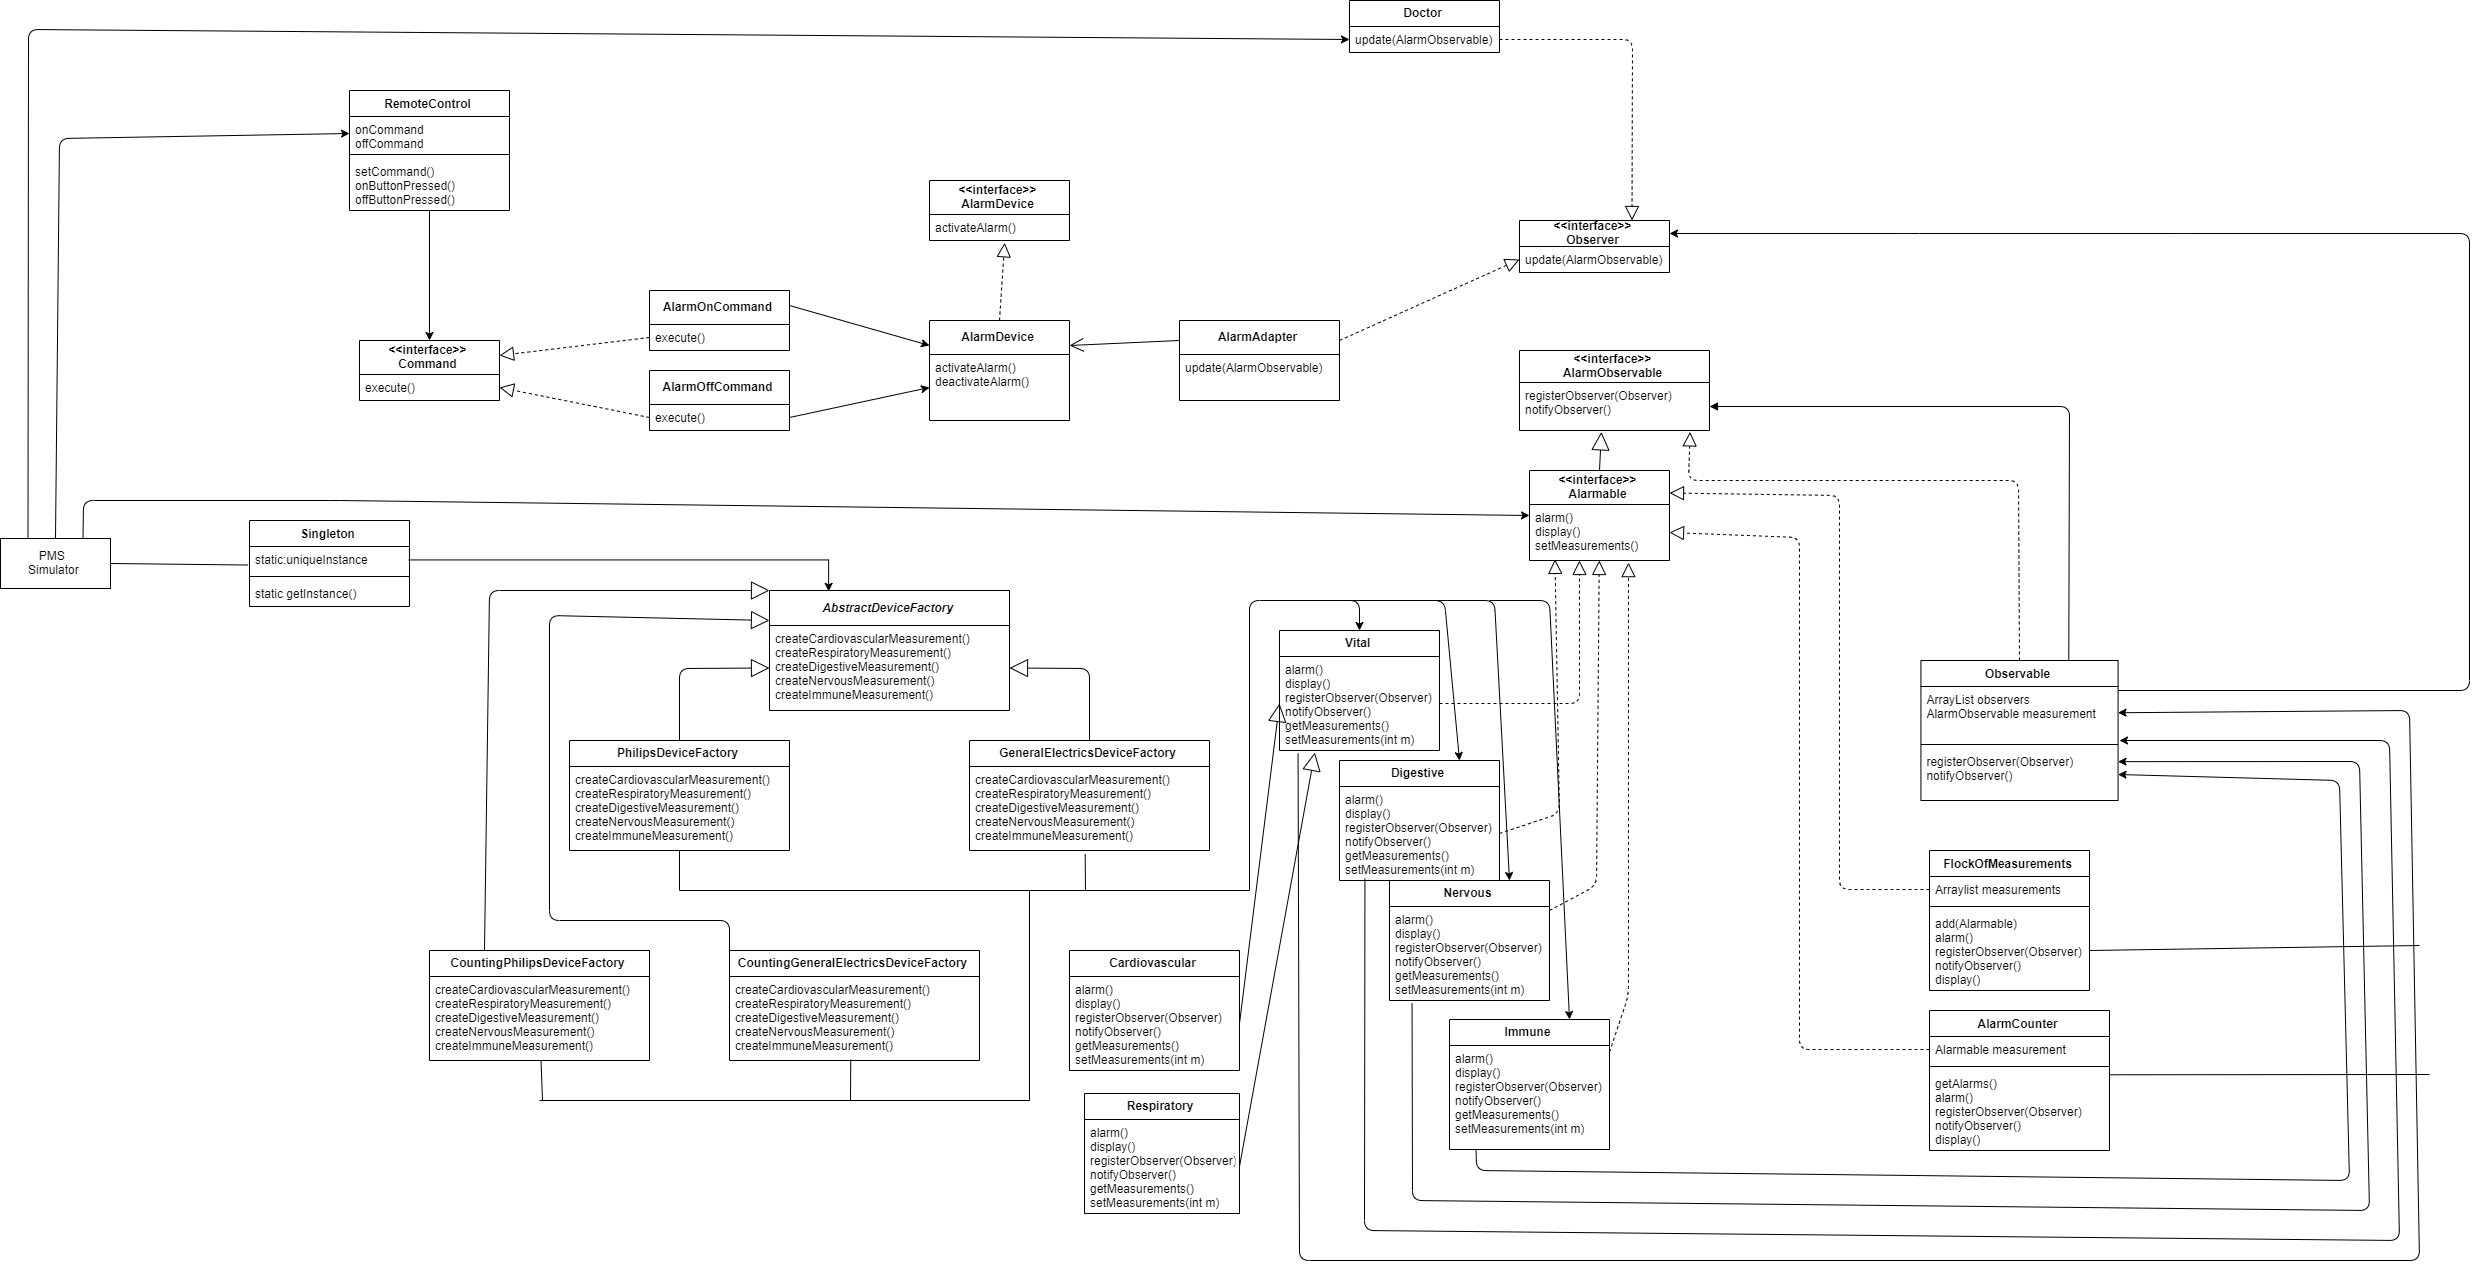 Doctor
update(AlarmObservable)
RemoteControl
onCommand
offCommand
setCommand()
onButtonPressed()
offButtonPressed()
<<interface>>
AlarmDevice
activateAlarm()
<<interface>>
Observer
update(AlarmObservable)
AlarmOnCommand
execute()
<<interface>>
Command
execute()
AlarmOffCommand
execute()
AlarmDevice
activateAlarm()
deactivateAlarm()
AlarmAdapter
update(AlarmObservable)
<<interface>>
AlarmObservable
registerObserver(Observer)
notifyObserver()
<<interface>>
Alarmable
alarm()
display()
setMeasurements()
PMS
Simulator
Singleton
static:uniqueInstance
static getInstance()
AbstractDeviceFactory
createCardiovascularMeasurement()
createRespiratoryMeasurement()
createDigestiveMeasurement()
createNervousMeasurement()
createImmuneMeasurement()
Vital
alarm()
display()
registerObserver(Observer)
notifyObserver()
getMeasurements()
setMeasurements(int m)
Observable
ArrayList observers
AlarmObservable measurement
registerObserver(Observer)
notifyObserver()
PhilipsDeviceFactory
createCardiovascularMeasurement()
createRespiratoryMeasurement()
createDigestiveMeasurement()
createNervousMeasurement()
createImmuneMeasurement()
GeneralElectricsDeviceFactory
createCardiovascularMeasurement()
createRespiratoryMeasurement()
createDigestiveMeasurement()
createNervousMeasurement()
createImmuneMeasurement()
Digestive
alarm()
display()
registerObserver(Observer)
notifyObserver()
getMeasurements()
setMeasurements(int m)
Nervous
alarm()
display()
registerObserver(Observer)
notifyObserver()
getMeasurements()
setMeasurements(int m)
FlockOfMeasurements
Arraylist measurements
add(Alarmable)
alarm()
registerObserver(Observer)
notifyObserver()
display()
CountingPhilipsDeviceFactory
createCardiovascularMeasurement()
createRespiratoryMeasurement()
createDigestiveMeasurement()
createNervousMeasurement()
createImmuneMeasurement()
CountingGeneralElectricsDeviceFactory
createCardiovascularMeasurement()
createRespiratoryMeasurement()
createDigestiveMeasurement()
createNervousMeasurement()
createImmuneMeasurement()
Cardiovascular
alarm()
display()
registerObserver(Observer)
notifyObserver()
getMeasurements()
setMeasurements(int m)
Immune
alarm()
display()
registerObserver(Observer)
notifyObserver()
getMeasurements()
setMeasurements(int m)
AlarmCounter
Alarmable measurement
getAlarms()
alarm()
registerObserver(Observer)
notifyObserver()
display()
Respiratory
alarm()
display()
registerObserver(Observer)
notifyObserver()
getMeasurements()
setMeasurements(int m)